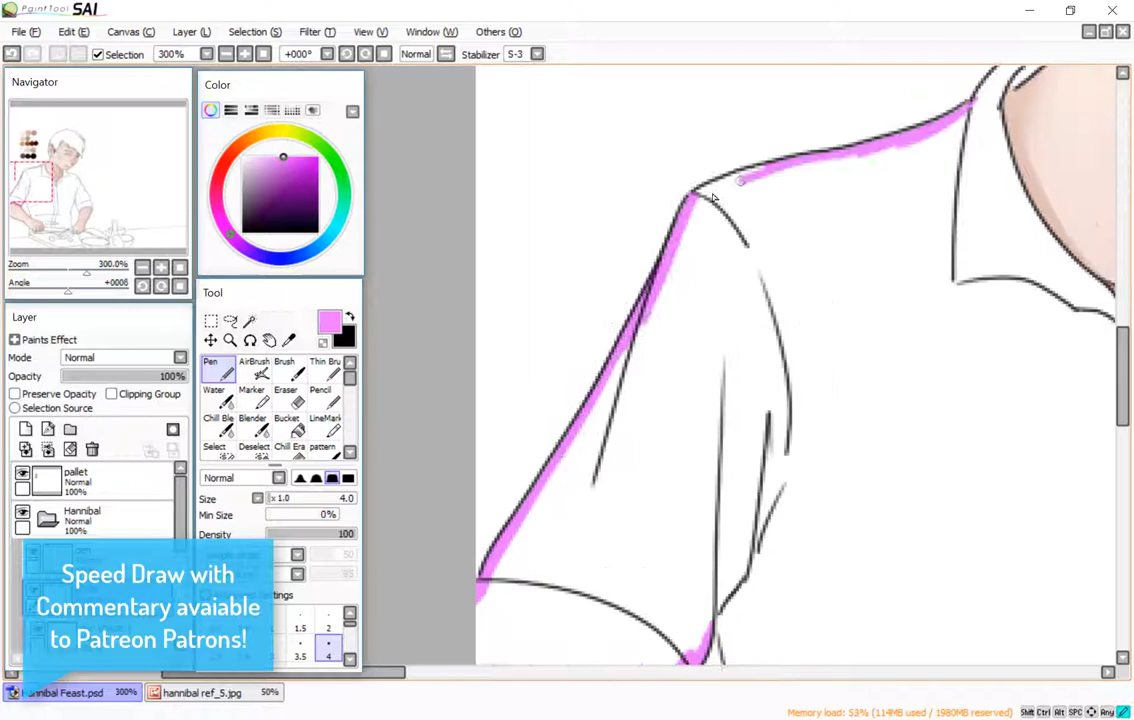 PaintTool SAI
File (F) Edit (E) Canvas (C) Layer (L) Selection (S) Filter (T) View (V) Window (W) Others (O)
Selection 300% +000° Normal Stabilizer S-3
Navigator
Zoom 300.0%
Angle +000
Layer
Paints Effect
Mode Normal
Opacity 100%
Preserve Opacity Clipping Group
Selection Source
pallet
Normal
100%
Hannibal
Normal
100%
Color
Tool
Pen AirBrush Brush Thin Bru
Water Marker Eraser Pencil
Chill Ble Blender Bucket LineMark
Select Deselect Chill Era pattern
Normal
Size x 1.0 4.0
Min Size 0%
Density 100
50
95
ettings
1.5 2
3.5 4
Speed Draw with
Commentary avaiable
to Patreon Patrons!
Hannibal Feast.psd 300% hannibal ref_5.jpg 50%
Memory load: 53% (114MB used / 1980MB reserved) Shift Ctrl Alt SPC Any